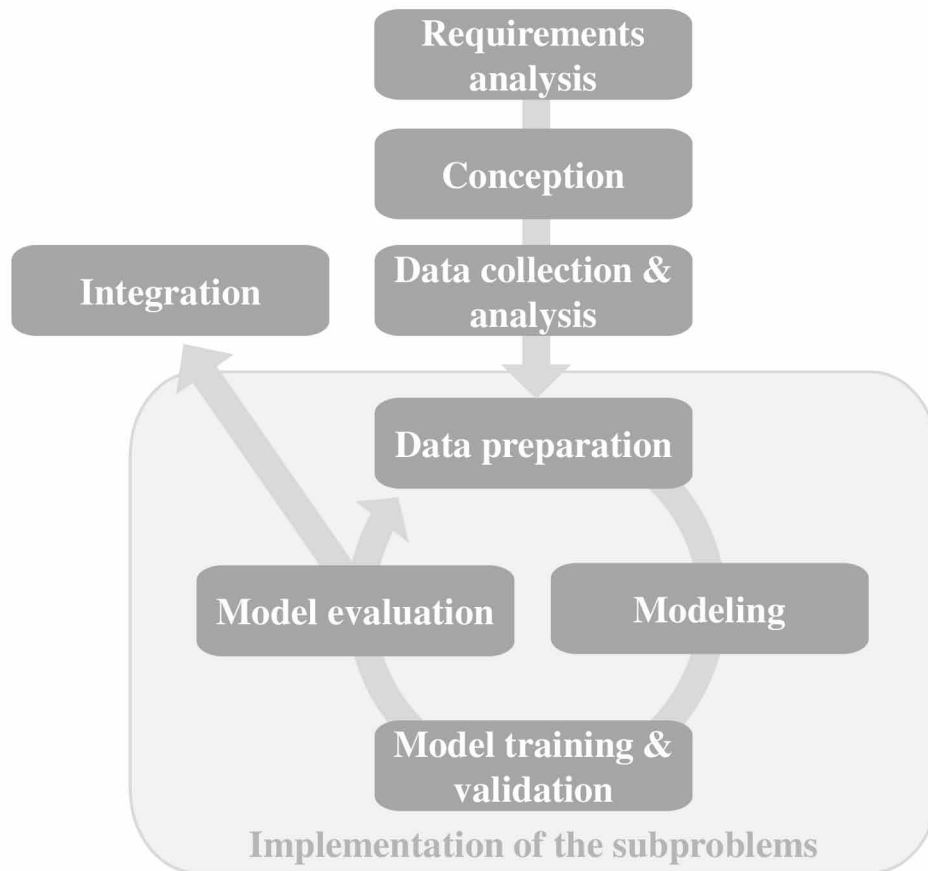 Requirements
analysis
Conception
Data collection &
analysis
Integration
Data preparation
Model evaluation
Modeling
Model training &
validation
Implementation of the subproblems